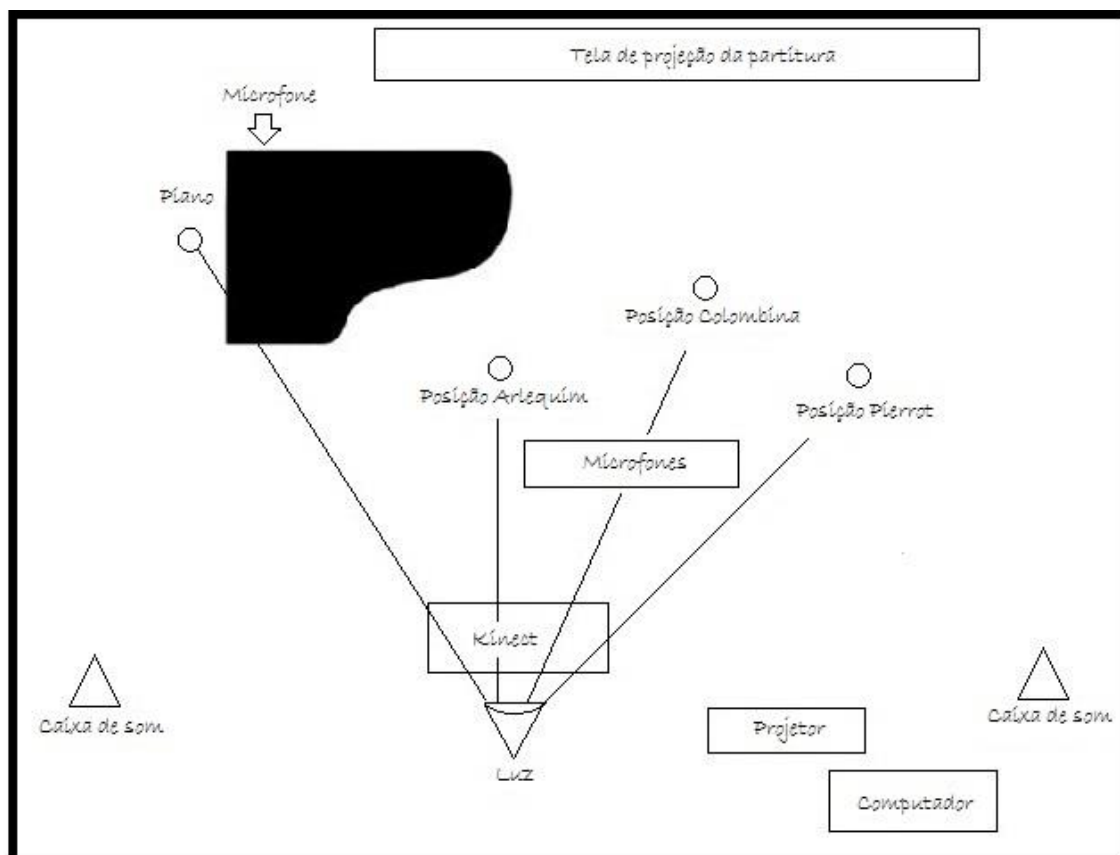 Tela de projeção da partitura
Microfone
Piano
Posição Colombina
Posição Arlequim
Posição Pierrot
Microfones
Kinect
Caixa de som
Caixa de som
Projetor
Luz
Computador